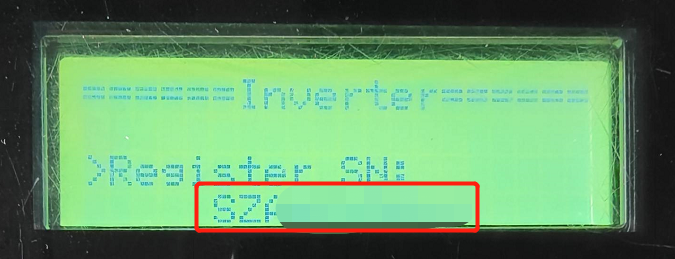 ======Inverter======
>Register SN:
SZ